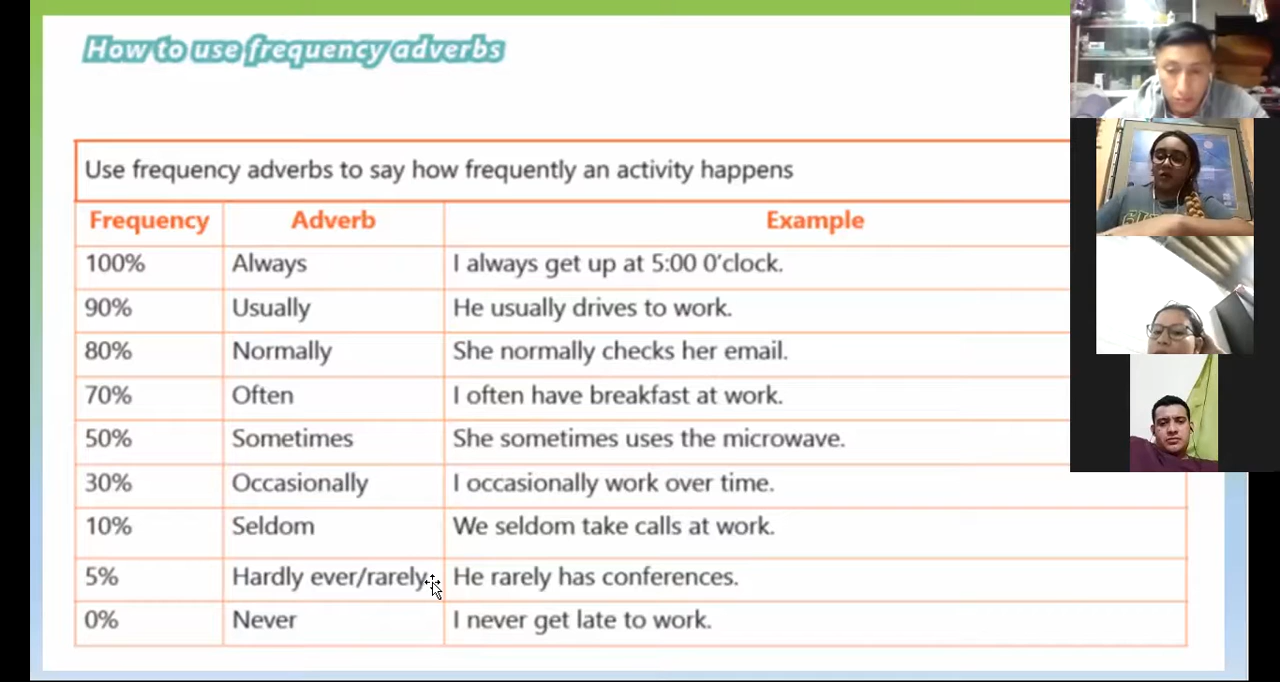 How to use frequency adverbs
Use frequency adverbs to say how frequently an activity happens
Frequency Adverb Example
100% Always I always get up at 5:00 0'clock.
90% Usually He usually drives to work.
80% Normally She normally checks her email.
70% Often I often have breakfast at work.
50% Sometimes She sometimes uses the microwave.
30% Occasionally I occasionally work over time.
10% Seldom We seldom take calls at work.
5% Hardly ever/rarely He rarely has conferences.
0% Never I never get late to work.